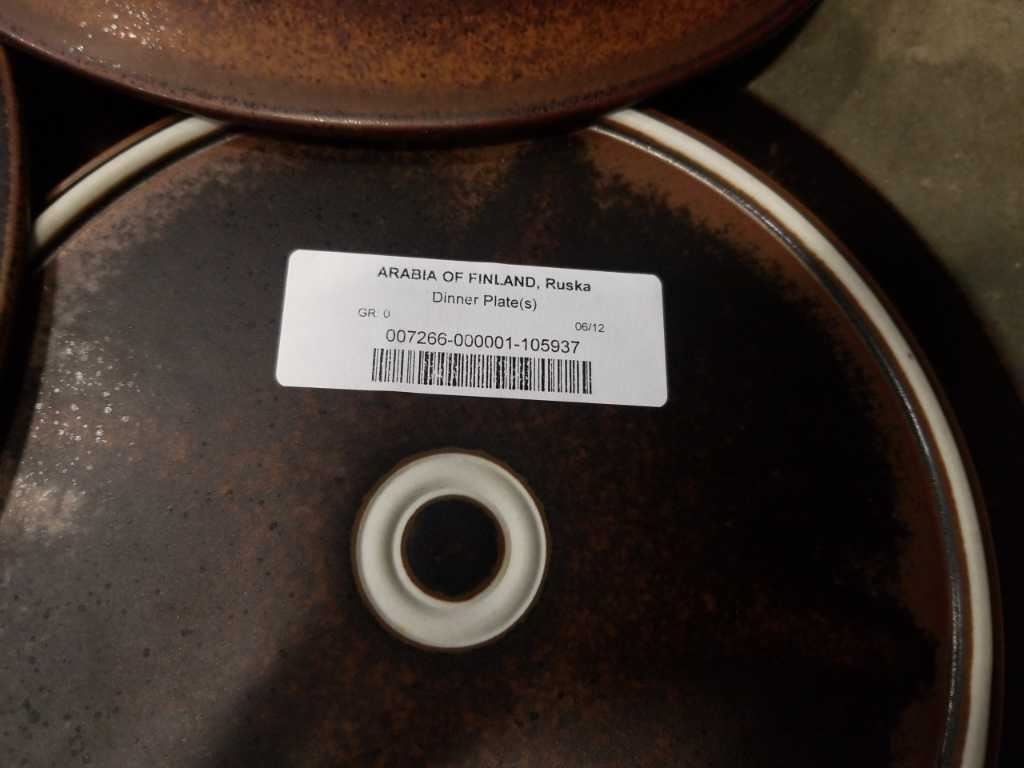 ARABIA OF FINLAND, Ruska
Dinner Plate(s)
GR: 0
06/12
007266-000001-105937